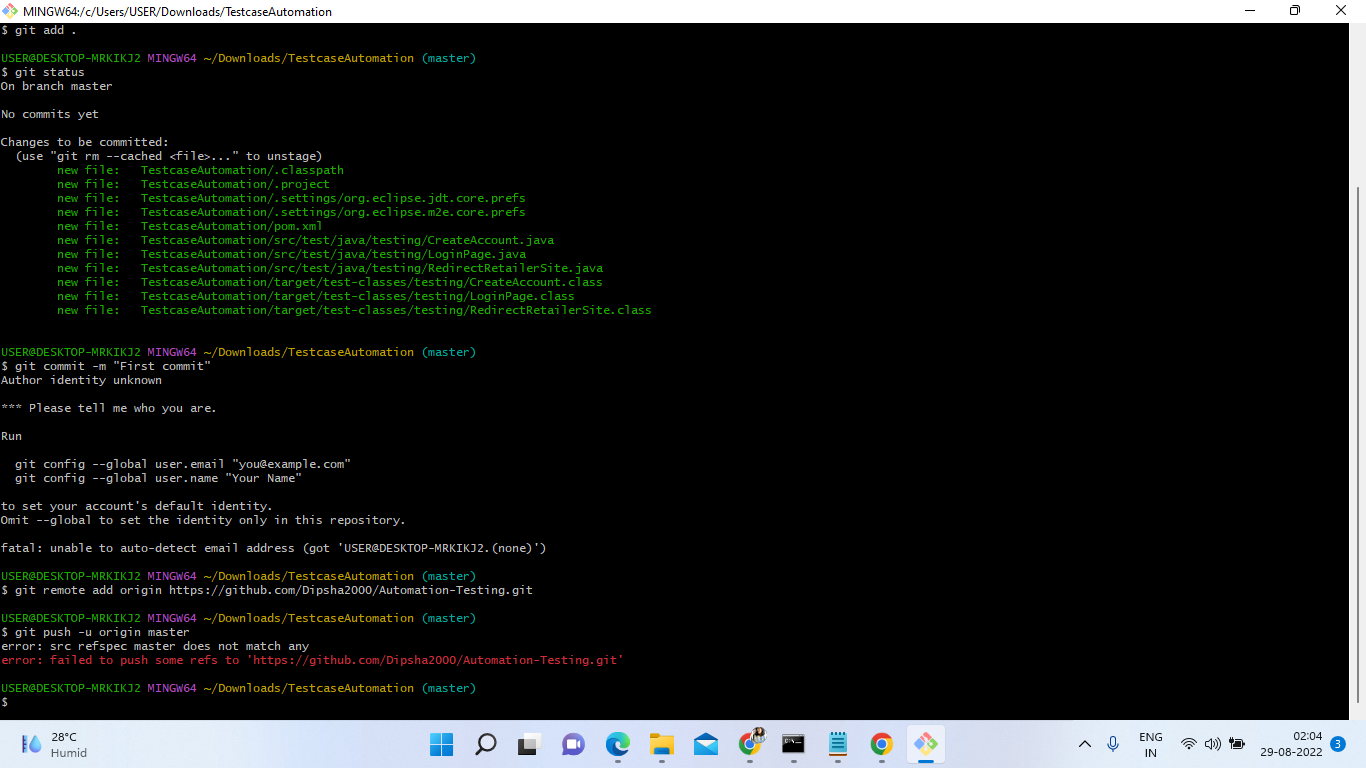 MINGW64:/c/Users/USER/Downloads/TestcaseAutomation
$ git add .
USER@DESKTOP-MRKIKJ2 MINGW64 ~/Downloads/TestcaseAutomation (master)
$ git status
On branch master
No commits yet
Changes to be committed:
(use "git rm --cached <file>..." to unstage)
new file: TestcaseAutomation/.classpath
new file: TestcaseAutomation/.project
new file: TestcaseAutomation/.settings/org.eclipse.jdt.core.prefs
new file: TestcaseAutomation/.settings/org.eclipse.m2e.core.prefs
new file: TestcaseAutomation/pom.xml
new file: TestcaseAutomation/src/test/java/testing/CreateAccount.java
new file: TestcaseAutomation/src/test/java/testing/LoginPage.java
new file: TestcaseAutomation/src/test/java/testing/RedirectRetailerSite.java
new file: TestcaseAutomation/target/test-classes/testing/CreateAccount.class
new file: TestcaseAutomation/target/test-classes/testing/LoginPage.class
new file: TestcaseAutomation/target/test-classes/testing/RedirectRetailerSite.class
USER@DESKTOP-MRKIKJ2 MINGW64 ~/Downloads/TestcaseAutomation (master)
$ git commit -m "First commit"
Author identity unknown
*** Please tell me who you are.
Run
git config --global user.email "you@example.com"
git config --global user.name "Your Name"
to set your account's default identity.
Omit --global to set the identity only in this repository.
fatal: unable to auto-detect email address (got 'USER@DESKTOP-MRKIKJ2.(none)')
USER@DESKTOP-MRKIKJ2 MINGW64 ~/Downloads/TestcaseAutomation (master)
$ git remote add origin https://github.com/Dipsha2000/Automation-Testing.git
USER@DESKTOP-MRKIKJ2 MINGW64 ~/Downloads/TestcaseAutomation (master)
$ git push -u origin master
error: src refspec master does not match any
error: failed to push some refs to 'https://github.com/Dipsha2000/Automation-Testing.git'
USER@DESKTOP-MRKIKJ2 MINGW64 ~/Downloads/TestcaseAutomation (master)
$
28°C
Humid
ENG
IN
02:04
29-08-2022
3